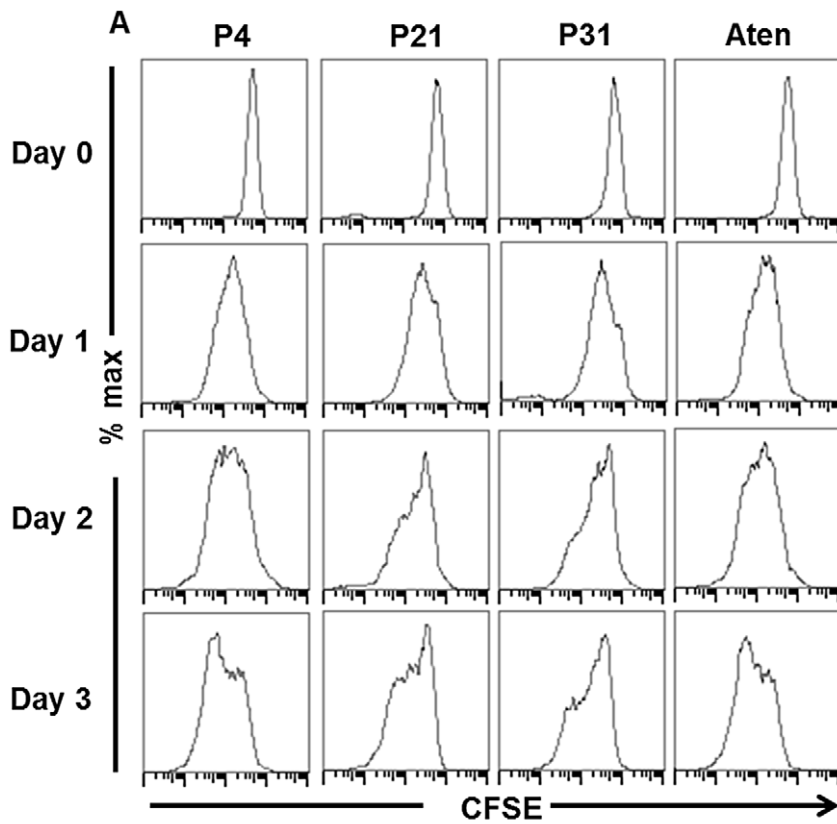 A
P4 P21 P31 Aten
Day 0
Day 1
% max
Day 2
Day 3
CFSE